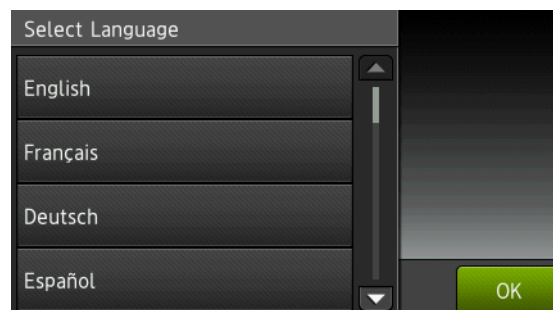 Select Language
English
Français
Deutsch
Español
OK